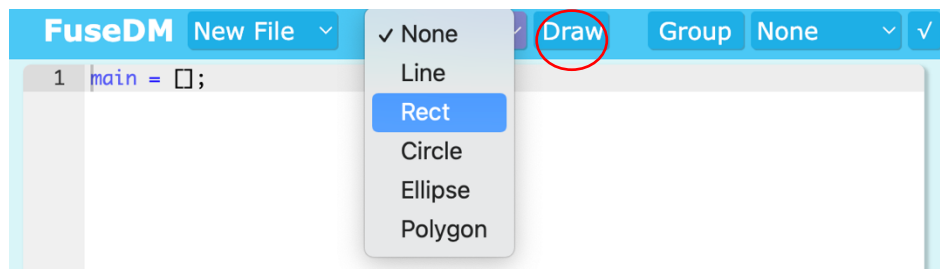 FuseDM New File Draw Group None √
✓ None
Line
Rect
Circle
Ellipse
Polygon
1 main = [];